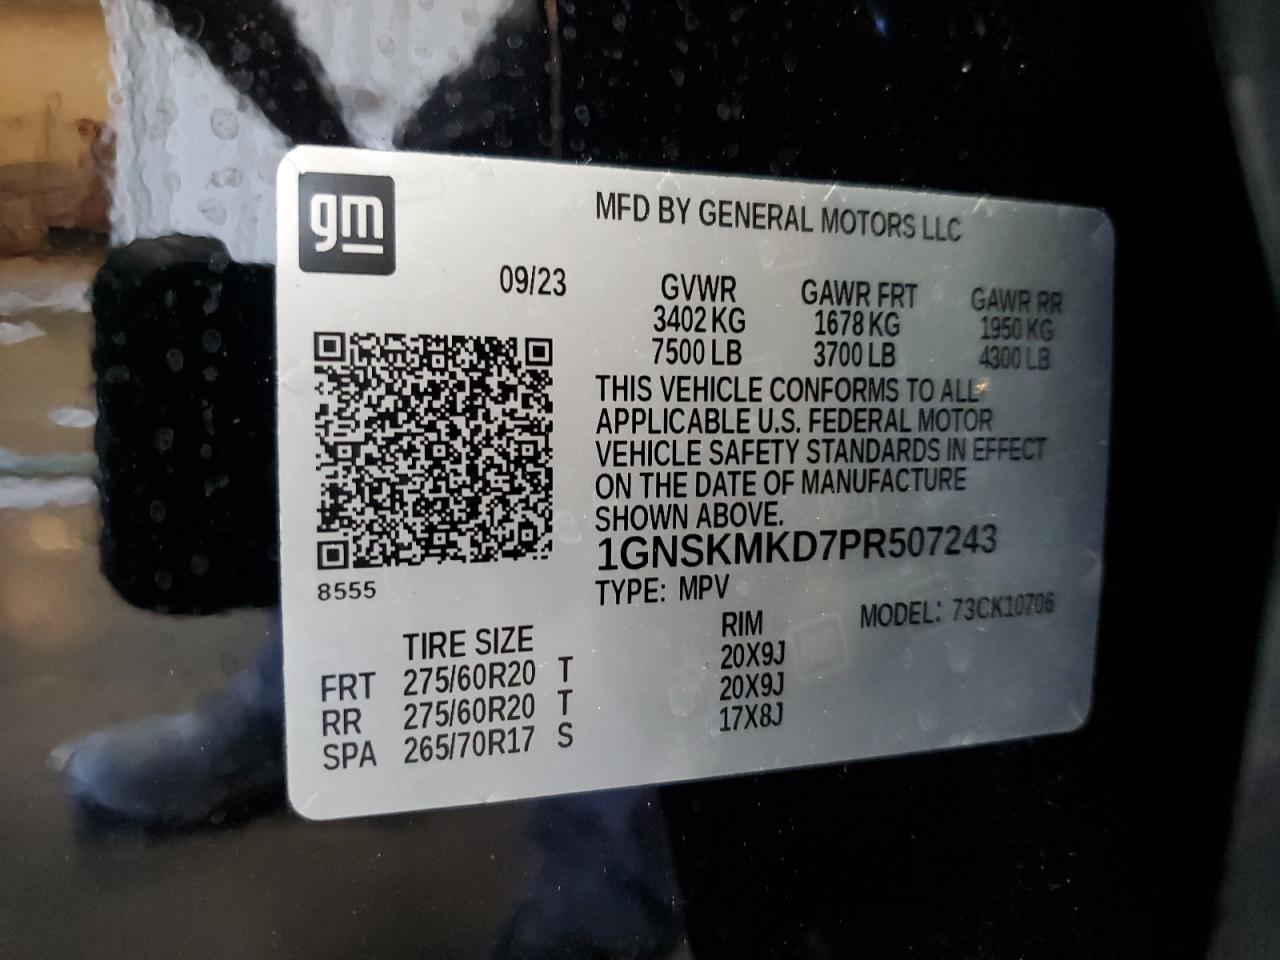 gm
MFD BY GENERAL MOTORS LLC
09/23 GVWR GAWR FRT GAWR RR
3402 KG 1678 KG 1950 KG
7500 LB 3700 LB 4300 LB
THIS VEHICLE CONFORMS TO ALL
APPLICABLE U.S. FEDERAL MOTOR
VEHICLE SAFETY STANDARDS IN EFFECT
ON THE DATE OF MANUFACTURE
SHOWN ABOVE.
1GNSKMKD7PR507243
8555
TYPE: MPV MODEL: 73CK10706
TIRE SIZE RIM
FRT 275/60R20 T 20X9J
RR 275/60R20 T 20X9J
SPA 265/70R17 S 17X8J